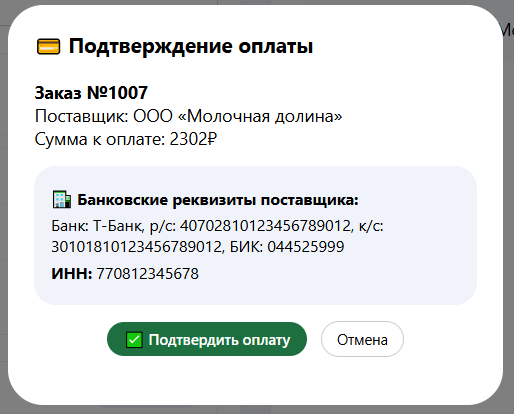 💳 Подтверждение оплаты
Заказ №1007
Поставщик: ООО «Молочная долина»
Сумма к оплате: 2302₽
🏦 Банковские реквизиты поставщика:
Банк: Т-Банк, р/с: 40702810123456789012, к/с:
30101810123456789012, БИК: 044525999
ИНН: 770812345678
✅ Подтвердить оплату
Отмена